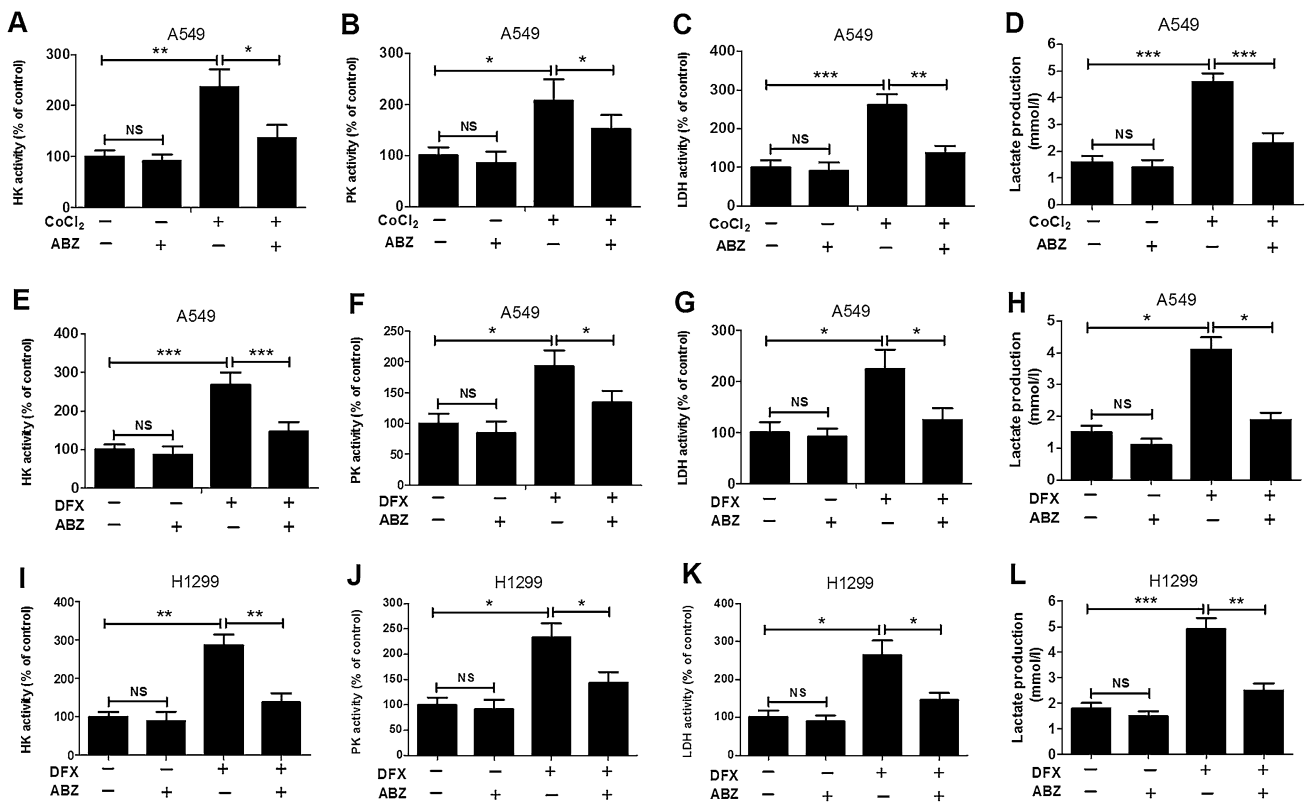 A
A549
HK activity (% of control)
300
200
100
0
** *
NS
CoCl2 − − + +
ABZ − + − +
B
A549
PK activity (% of control)
300
200
100
0
* *
NS
CoCl2 − − + +
ABZ − + − +
C
A549
LDH activity (% of control)
400
300
200
100
0
*** **
NS
CoCl2 − − + +
ABZ − + − +
D
A549
Lactate production
(mmol/l)
6
5
4
3
2
1
0
*** ***
NS
CoCl2 − − + +
ABZ − + − +
E
A549
HK activity (% of control)
400
300
200
100
0
*** ***
NS
DFX − − + +
ABZ − + − +
F
A549
PK activity (% of control)
250
200
150
100
50
0
* *
NS
DFX − − + +
ABZ − + − +
G
A549
LDH activity (% of control)
300
200
100
0
* *
NS
DFX − − + +
ABZ − + − +
H
A549
Lactate production
(mmol/l)
5
4
3
2
1
0
* *
NS
DFX − − + +
ABZ − + − +
I
H1299
HK activity (% of control)
400
300
200
100
0
** **
NS
DFX − − + +
ABZ − + − +
J
H1299
PK activity (% of control)
300
250
200
150
100
50
0
* *
NS
DFX − − + +
ABZ − + − +
K
H1299
LDH activity (% of control)
400
300
200
100
0
* *
NS
DFX − − + +
ABZ − + − +
L
H1299
Lactate production
(mmol/l)
6
5
4
3
2
1
0
*** **
NS
DFX − − + +
ABZ − + − +